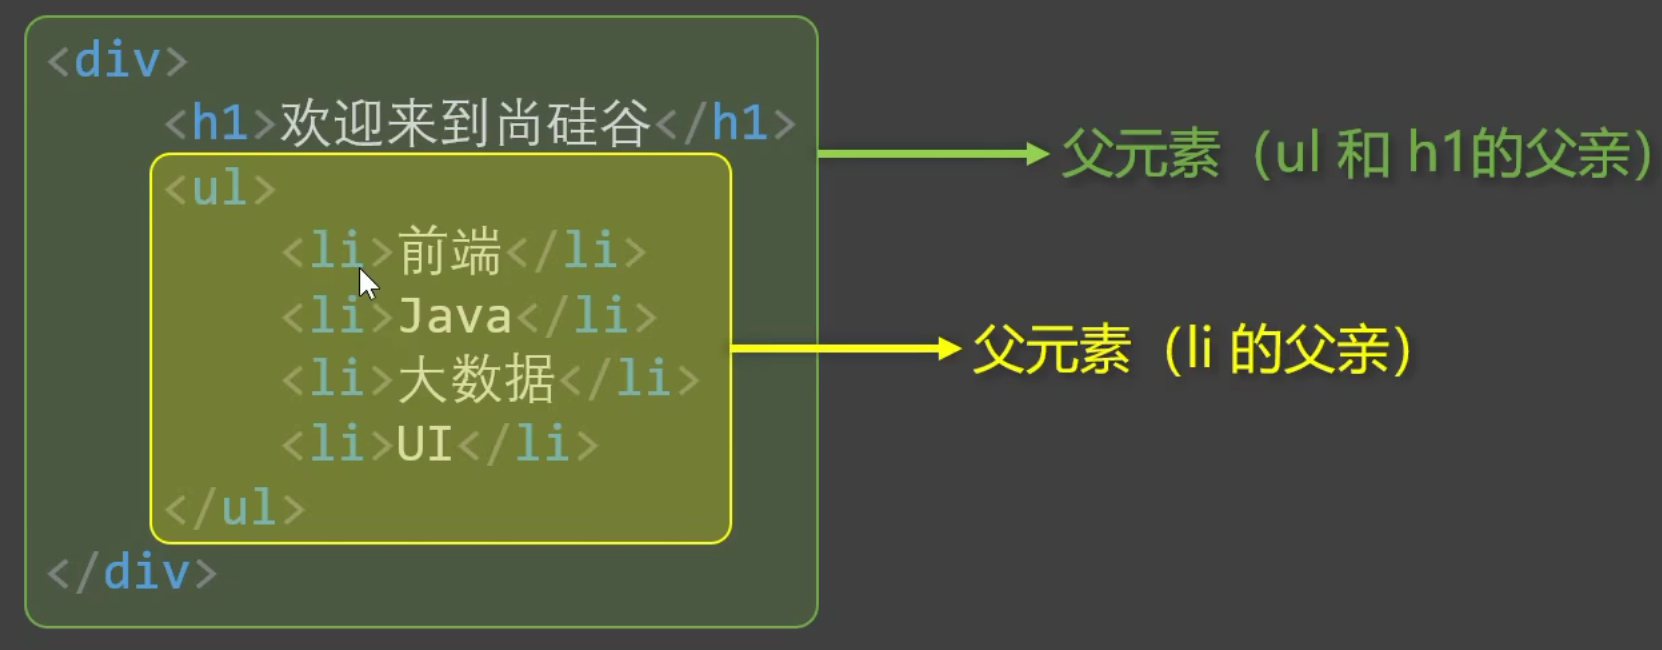 <div>
<h1>欢迎来到尚硅谷</h1>
父元素（ul 和 h1的父亲）
<ul>
<li>前端</li>
<li>Java</li>
父元素（li 的父亲）
<li>大数据</li>
<li>UI</li>
</ul>
</div>